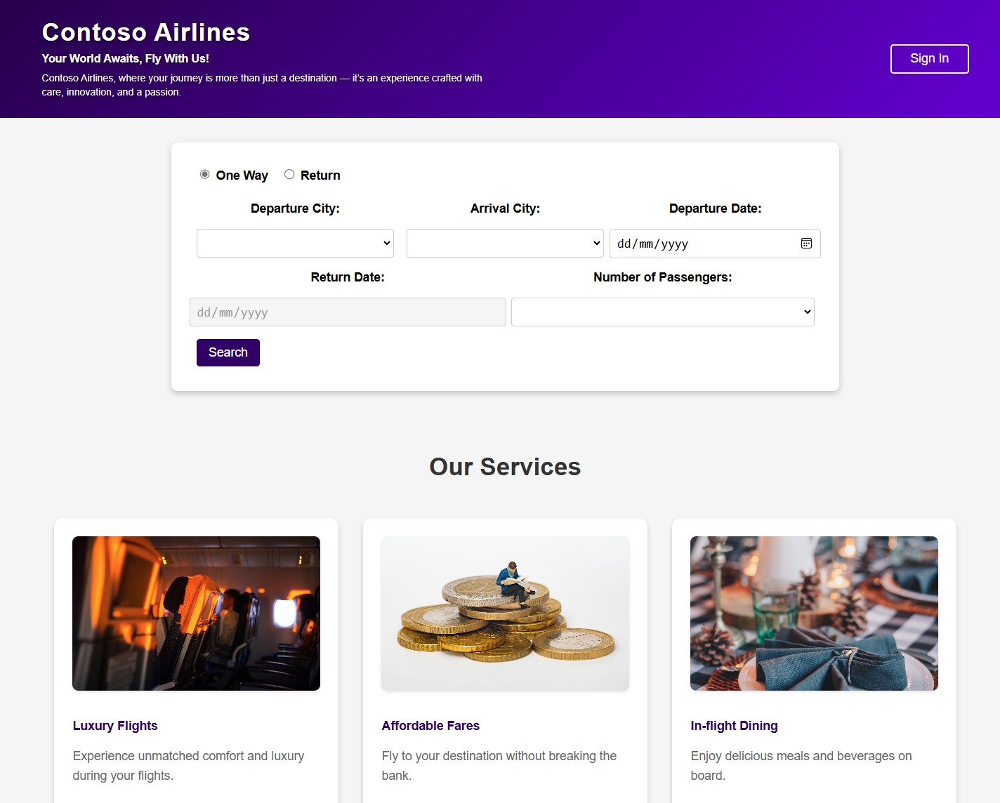 Contoso Airlines
Your World Awaits, Fly With Us!
Contoso Airlines, where your journey is more than just a destination — it's an experience crafted with
care, innovation, and a passion.
Sign In
One Way Return
Departure City: Arrival City: Departure Date:
dd/mm/yyyy
Return Date: Number of Passengers:
dd/mm/yyyy
Search
Our Services
Luxury Flights
Experience unmatched comfort and luxury
during your flights.
Affordable Fares
Fly to your destination without breaking the
bank.
In-flight Dining
Enjoy delicious meals and beverages on
board.